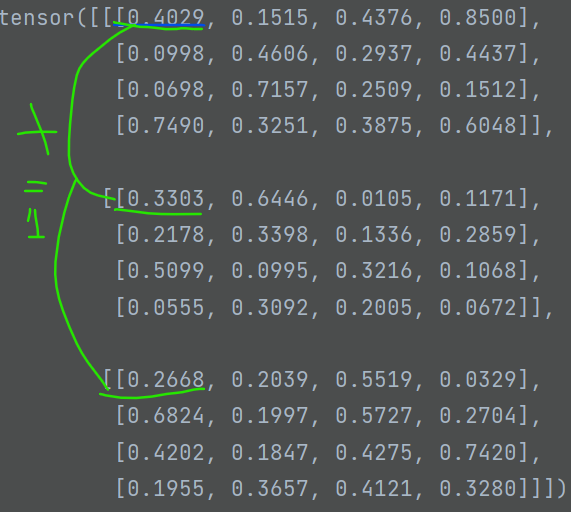 tensor([[[0.4029, 0.1515, 0.4376, 0.8500],
[0.0998, 0.4606, 0.2937, 0.4437],
[0.0698, 0.7157, 0.2509, 0.1512],
[0.7490, 0.3251, 0.3875, 0.6048]],
+
[[0.3303, 0.6446, 0.0105, 0.1171],
=
1
[0.2178, 0.3398, 0.1336, 0.2859],
[0.5099, 0.0995, 0.3216, 0.1068],
[0.0555, 0.3092, 0.2005, 0.0672]],
[[0.2668, 0.2039, 0.5519, 0.0329],
[0.6824, 0.1997, 0.5727, 0.2704],
[0.4202, 0.1847, 0.4275, 0.7420],
[0.1955, 0.3657, 0.4121, 0.3280]]])